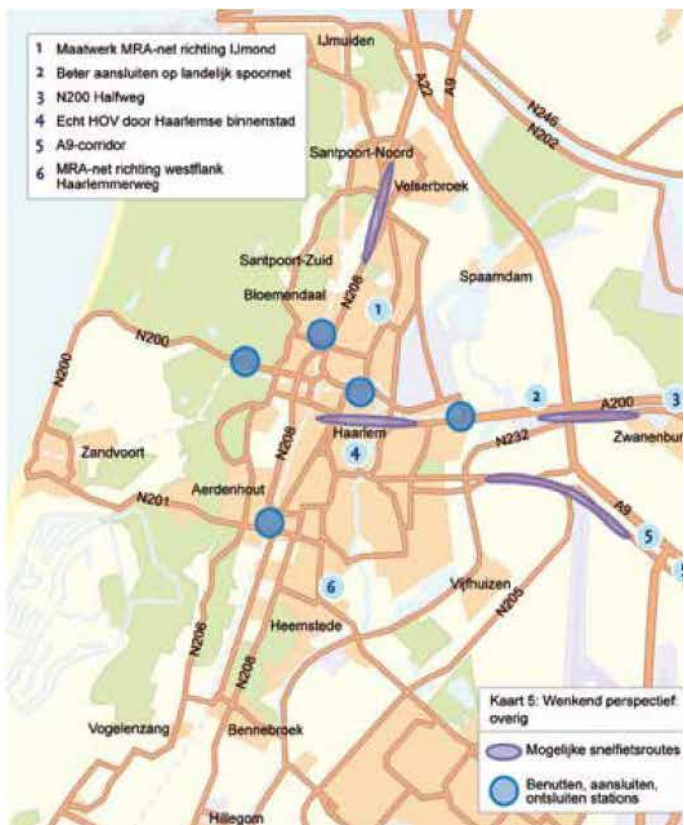 1 Maatwerk MRA-net richting IJmond
2 Beter aansluiten op landelijk spoornet
3 N200 Halfweg
4 Echt HOV door Haarlemse binnenstad
5 A9-corridor
6 MRA-net richting westflank
Haarlemmerweg
IJmuiden
A22
A9
N246
N202
Santpoort-Noord
Velserbroek
Santpoort-Zuid
Bloemendaal
N208
Spaarndam
1
N200
N200
2
A200
3
Haarlem
N232
Zwanenbur
Zandvoort
N208
4
Aerdenhout
N201
A9
5
6
Vijfhuizen
N205
Heemstede
N206
N208
Vogelenzang
Bennebroek
Hillegom
Kaart 5: Wenkend perspectief
overig
Mogelijke snelfietsroutes
Benutten, aansluiten,
ontsluiten stations